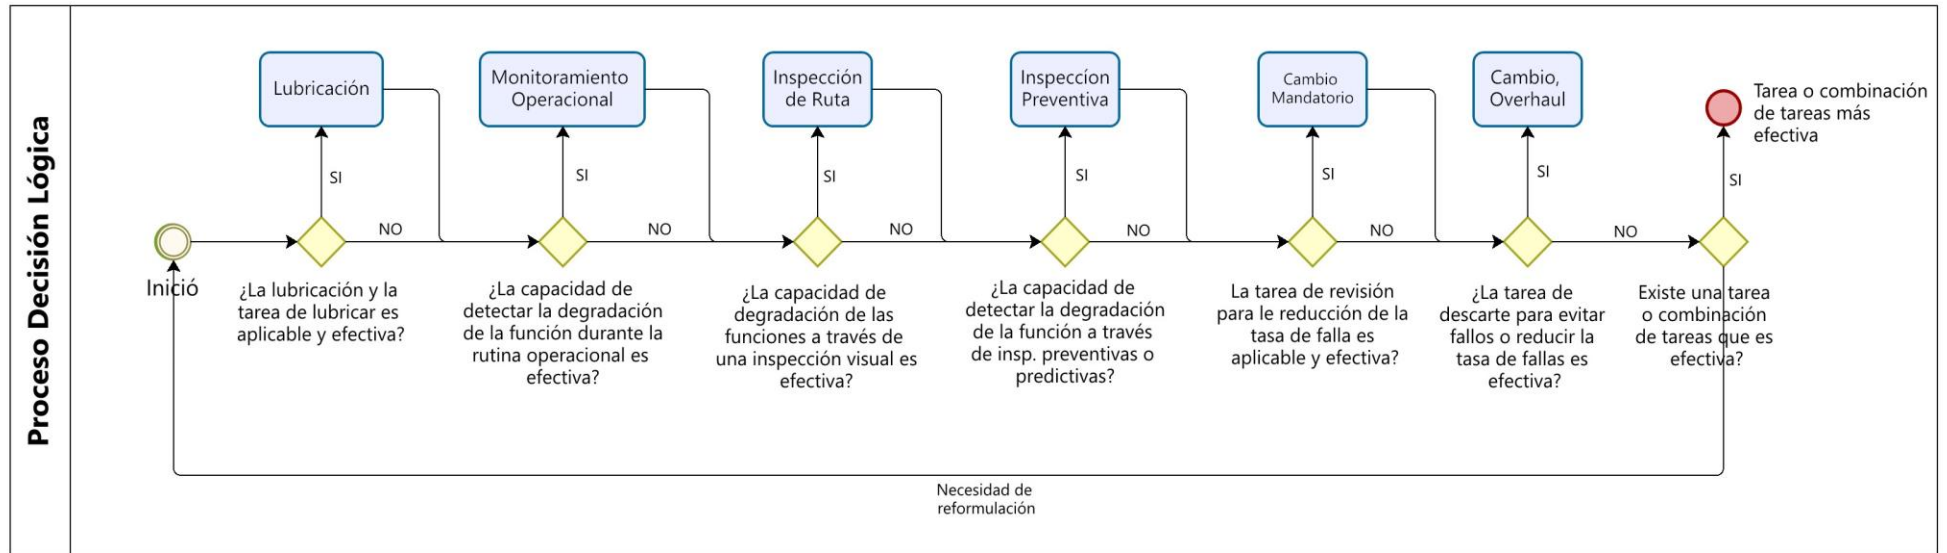 Proceso Decisión Lógica
Lubricación
Monitoramiento
Operacional
Inspección
de Ruta
Inspeccíon
Preventiva
Cambio
Mandatorio
Cambio,
Overhaul
Tarea o combinación
de tareas más
efectiva
SI
SI
SI
SI
SI
SI
SI
NO
NO
NO
NO
NO
NO
Inició
¿La lubricación y la
tarea de lubricar es
aplicable y efectiva?
¿La capacidad de
detectar la degradación
de la función durante la
rutina operacional es
efectiva?
¿La capacidad de
degradación de las
funciones a través de
una inspección visual es
efectiva?
¿La capacidad de
detectar la degradación
de la función a través
de insp. preventivas o
predictivas?
La tarea de revisión
para le reducción de la
tasa de falla es
aplicable y efectiva?
¿La tarea de
descarte para evitar
fallos o reducir la
tasa de fallas es
efectiva?
Existe una tarea
o combinación
de tareas que es
efectiva?
Necesidad de
reformulación